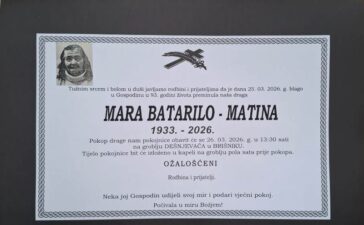 Tužnim srcem i bolom u duši javljamo rodbini i prijateljima da je dana 25. 03. 2026. g. blago
u Gospodinu u 93. godini života preminula naša draga
MARA BATARILO - MATINA
1933. - 2026.
Pokop drage nam pokojnice obavit će se 26. 03. 2026. g. u 13:30 sati
na groblju DEŠNJEVAČA u BRIŠNIKU.
Tijelo pokojnice bit će izloženo u kapeli na groblju pola sata prije pokopa.
OŽALOŠĆENI
Rodbina i prijatelji.
Neka joj Gospodin udijeli svoj mir i podari vječni pokoj.
Počivala u miru Božjem!